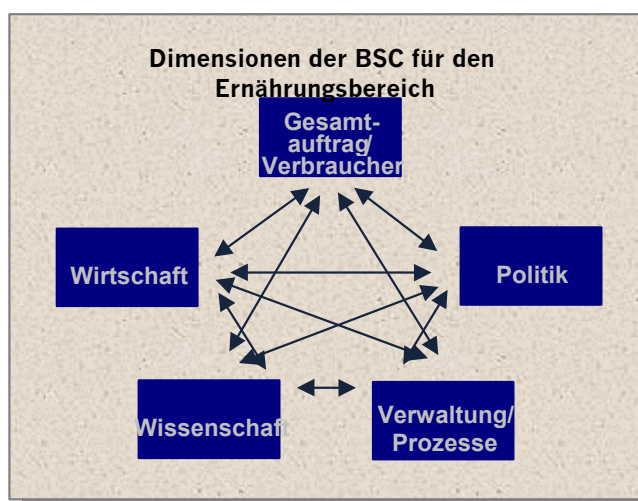 Dimensionen der BSC für den
Ernährungsbereich
Gesamt-
auftrag/
Verbraucher
Wirtschaft
Politik
Wissenschaft
Verwaltung/
Prozesse